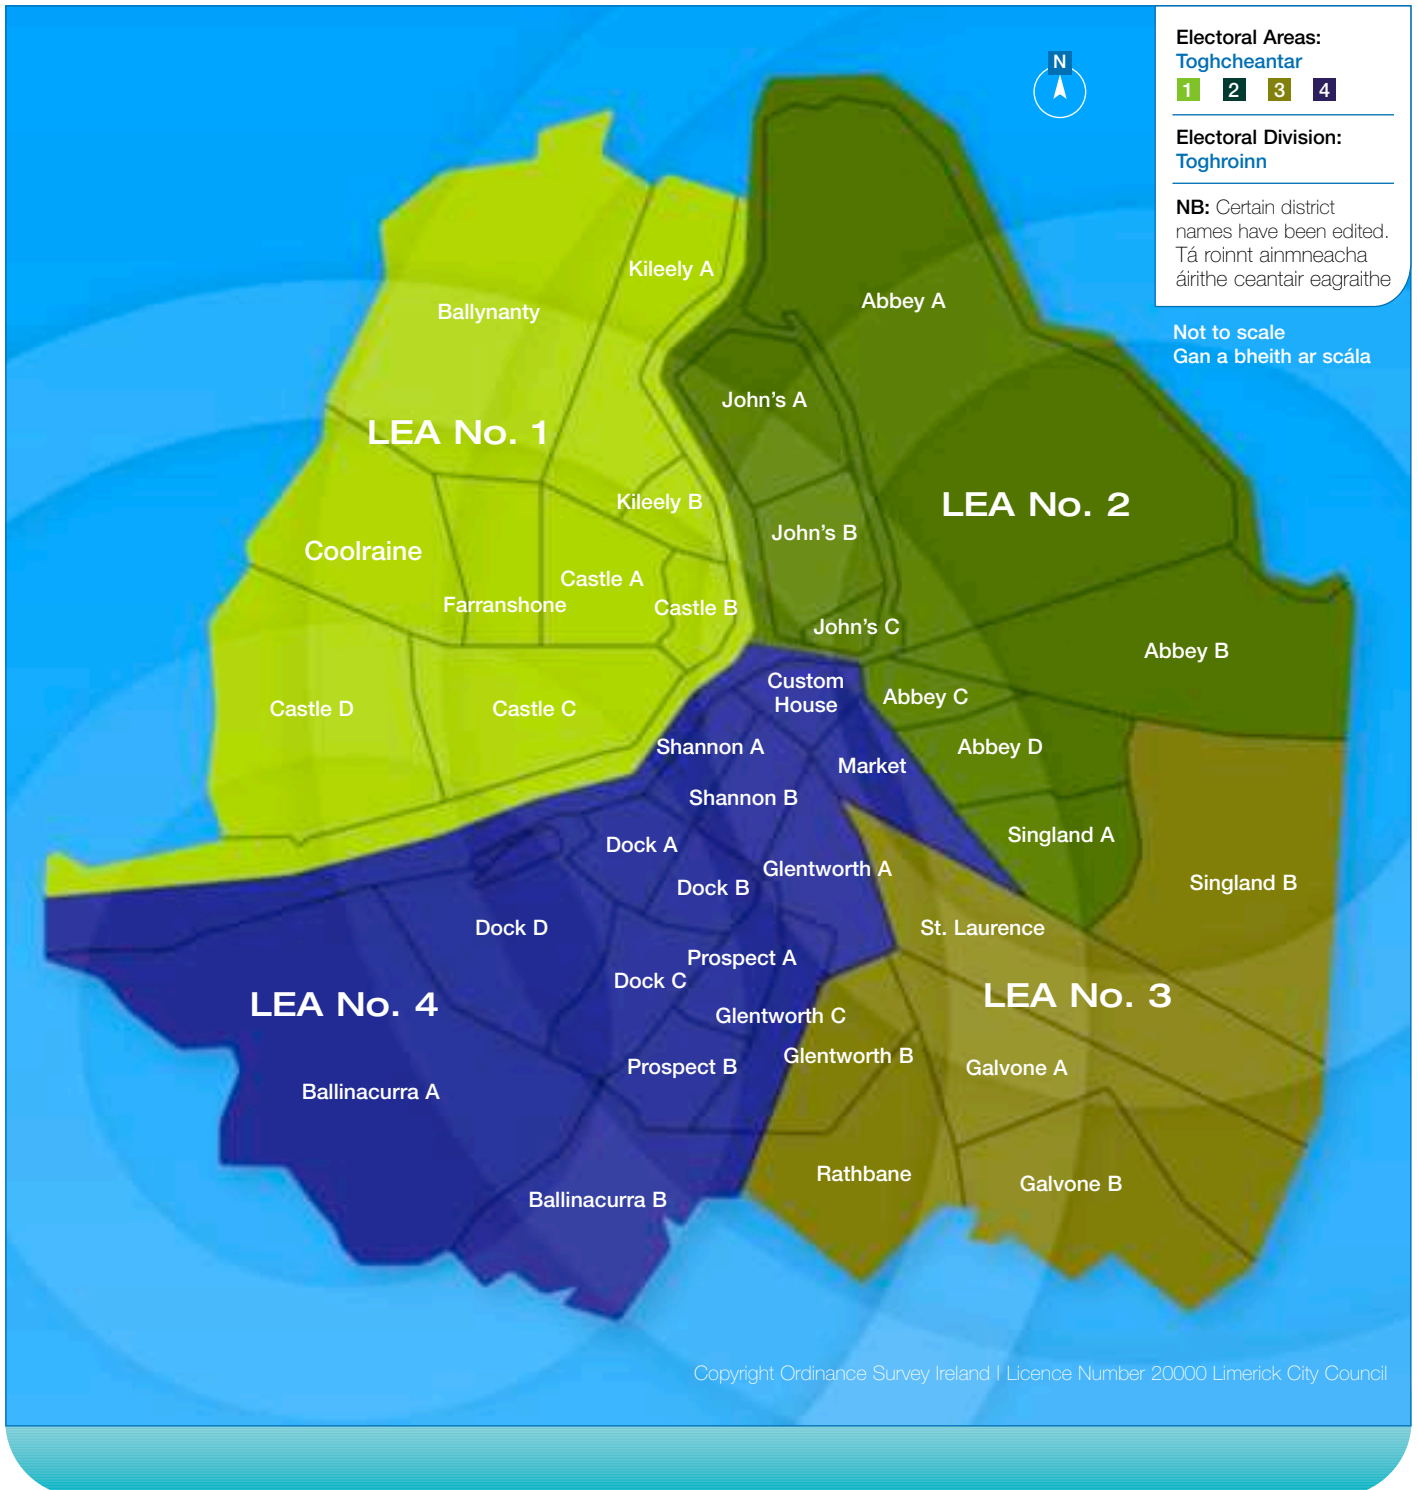 N
Electoral Areas:
Toghcheantar
1 2 3 4
Electoral Division:
Toghroinn
NB: Certain district
names have been edited.
Tá roinnt ainmneacha
áirithe ceantair eagraithe
Not to scale
Gan a bheith ar scála
Kileely A
Ballynanty
Abbey A
John's A
LEA No. 1
Kileely B
LEA No. 2
John's B
Coolraine
Castle A
Farranshone
Castle B
John's C
Abbey B
Custom
House
Abbey C
Castle D
Castle C
Shannon A
Abbey D
Market
Shannon B
Singland A
Dock A
Glentworth A
Dock B
Singland B
Dock D
St. Laurence
Prospect A
Dock C
LEA No. 4
LEA No. 3
Glentworth C
Glentworth B
Prospect B
Galvone A
Ballinacurra A
Rathbane
Galvone B
Ballinacurra B
Copyright Ordinance Survey Ireland | Licence Number 20000 Limerick City Council